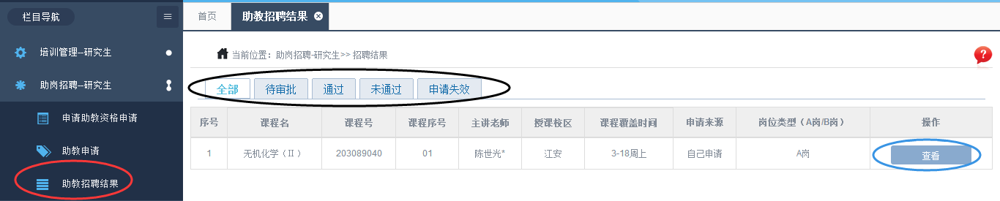 栏目导航
首页
助教招聘结果
培训管理--研究生
当前位置：助岗招聘-研究生>> 招聘结果
?
助岗招聘--研究生
全部 待审批 通过 未通过 申请失效
申请助教资格申请
助教申请
助教招聘结果
序号 课程名 课程号 课程序号 主讲老师 授课校区 课程覆盖时间 申请来源 岗位类型（A岗/B岗） 操作
1 无机化学（II） 203089040 01 陈世光* 江安 3-18周上 自己申请 A岗 查看